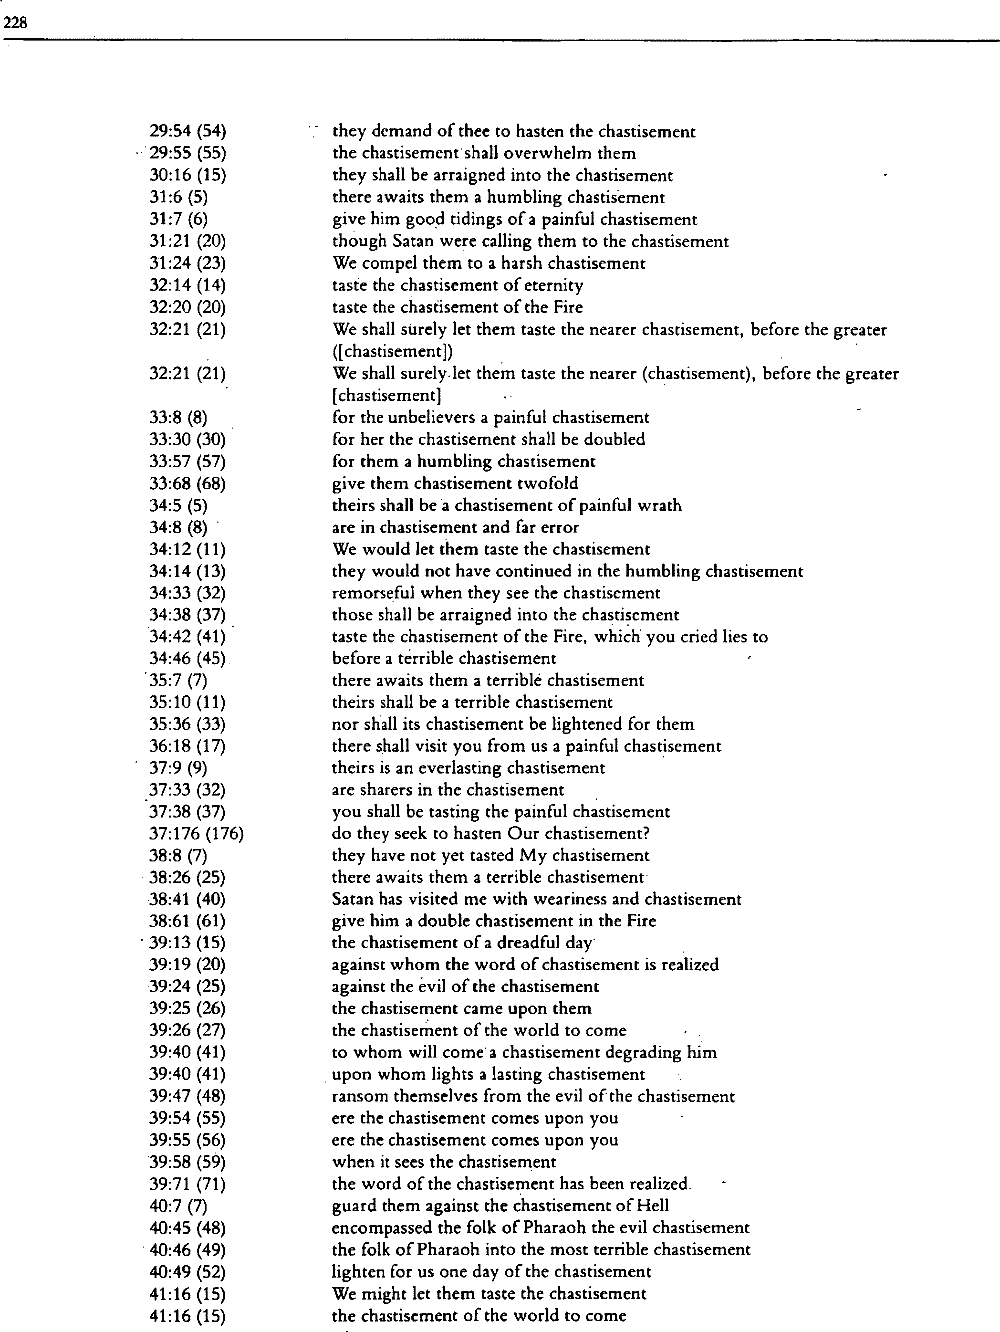 228
29:54 (54) they demand of thee to hasten the chastisement
29:55 (55) the chastisement shall overwhelm them
30:16 (15) they shall be arraigned into the chastisement
31:6 (5) there awaits them a humbling chastisement
31:7 (6) give him good tidings of a painful chastisement
31:21 (20) though Satan were calling them to the chastisement
31:24 (23) We compel them to a harsh chastisement
32:14 (14) taste the chastisement of eternity
32:20 (20) taste the chastisement of the Fire
32:21 (21) We shall surely let them taste the nearer chastisement, before the greater
([chastisement])
32:21 (21) We shall surely let them taste the nearer (chastisement), before the greater
[chastisement]
33:8 (8) for the unbelievers a painful chastisement
33:30 (30) for her the chastisement shall be doubled
33:57 (57) for them a humbling chastisement
33:68 (68) give them chastisement twofold
34:5 (5) theirs shall be a chastisement of painful wrath
34:8 (8) are in chastisement and far error
34:12 (11) We would let them taste the chastisement
34:14 (13) they would not have continued in the humbling chastisement
34:33 (32) remorseful when they see the chastisement
34:38 (37) those shall be arraigned into the chastisement
34:42 (41) taste the chastisement of the Fire, which you cried lies to
34:46 (45) before a terrible chastisement
35:7 (7) there awaits them a terrible chastisement
35:10 (11) theirs shall be a terrible chastisement
35:36 (33) nor shall its chastisement be lightened for them
36:18 (17) there shall visit you from us a painful chastisement
37:9 (9) theirs is an everlasting chastisement
37:33 (32) are sharers in the chastisement
37:38 (37) you shall be tasting the painful chastisement
37:176 (176) do they seek to hasten Our chastisement?
38:8 (7) they have not yet tasted My chastisement
38:26 (25) there awaits them a terrible chastisement
38:41 (40) Satan has visited me with weariness and chastisement
38:61 (61) give him a double chastisement in the Fire
39:13 (15) the chastisement of a dreadful day
39:19 (20) against whom the word of chastisement is realized
39:24 (25) against the evil of the chastisement
39:25 (26) the chastisement came upon them
39:26 (27) the chastisement of the world to come
39:40 (41) to whom will come a chastisement degrading him
39:40 (41) upon whom lights a lasting chastisement
39:47 (48) ransom themselves from the evil of the chastisement
39:54 (55) ere the chastisement comes upon you
39:55 (56) ere the chastisement comes upon you
39:58 (59) when it sees the chastisement
39:71 (71) the word of the chastisement has been realized
40:7 (7) guard them against the chastisement of Hell
40:45 (48) encompassed the folk of Pharaoh the evil chastisement
40:46 (49) the folk of Pharaoh into the most terrible chastisement
40:49 (52) lighten for us one day of the chastisement
41:16 (15) We might let them taste the chastisement
41:16 (15) the chastisement of the world to come